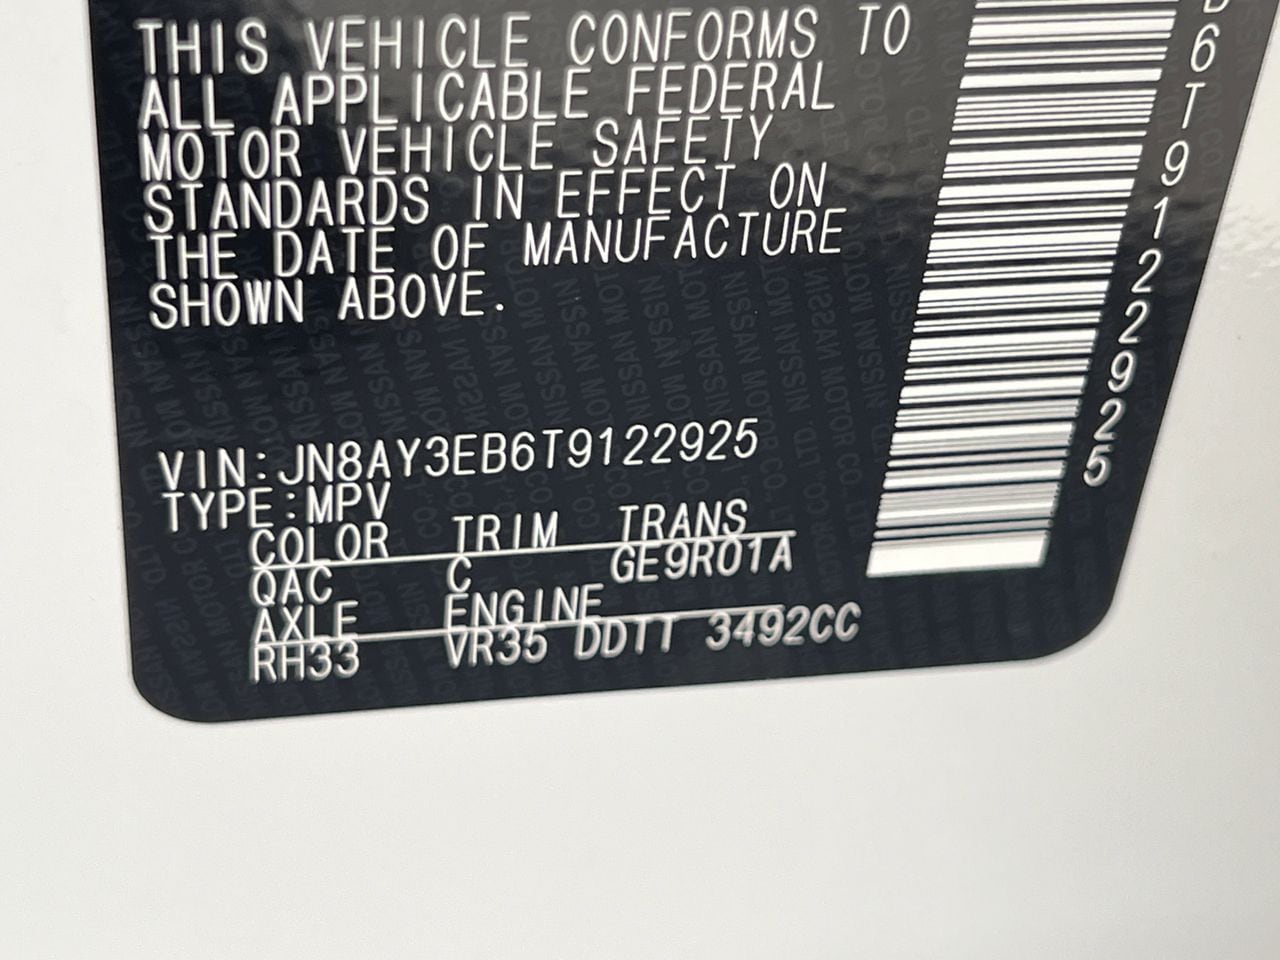 THIS VEHICLE CONFORMS TO
ALL APPLICABLE FEDERAL
MOTOR VEHICLE SAFETY
STANDARDS IN EFFECT ON
THE DATE OF MANUFACTURE
SHOWN ABOVE.
VIN:JN8AY3EB6T9122925
TYPE:MPV
COLOR TRIM TRANS
QAC C GE9R01A
AXLE ENGINE
RH33 VR35 DDTT 3492CC
6T9122925